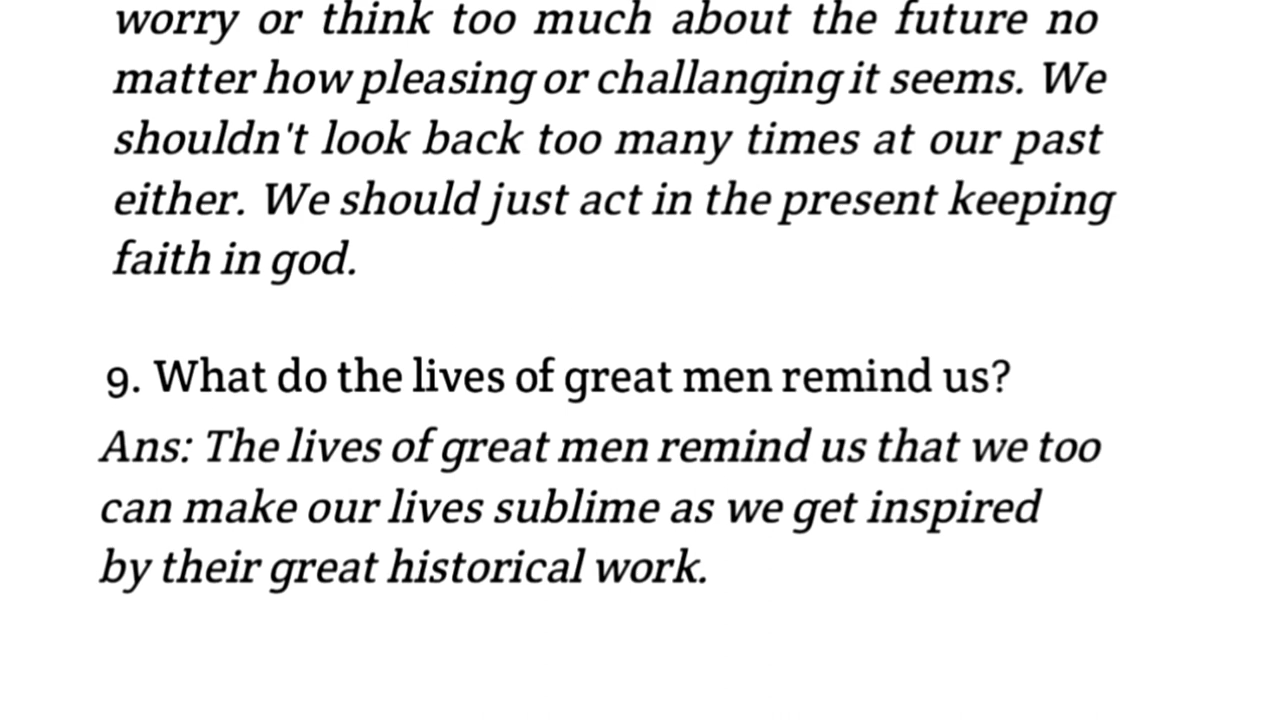 worry or think too much about the future no
matter how pleasing or challanging it seems. We
shouldn't look back too many times at our past
either. We should just act in the present keeping
faith in god.
9. What do the lives of great men remind us?
Ans: The lives of great men remind us that we too
can make our lives sublime as we get inspired
by their great historical work.